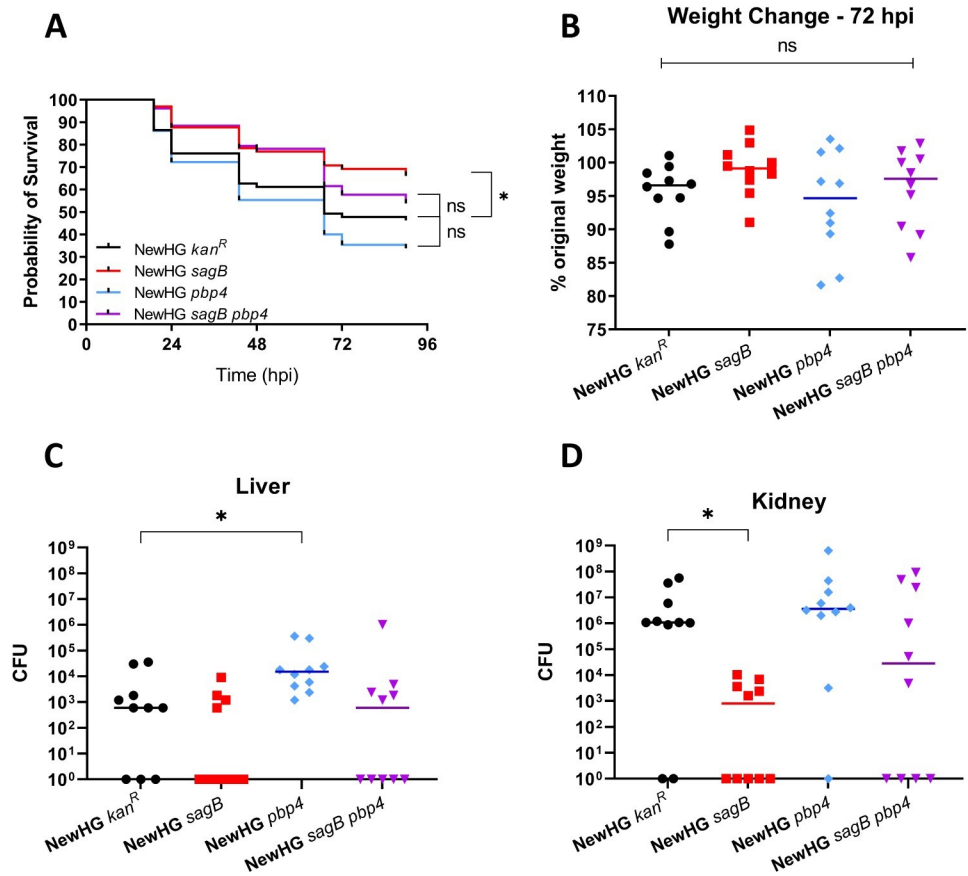 A
Probability of Survival
100
90
80
70
60
50
40
30
20
10
0
0 24 48 72 96
Time (hpi)
NewHG kanᴿ
NewHG sagB
NewHG pbp4
NewHG sagB pbp4
ns
ns
*
B
Weight Change - 72 hpi
ns
% original weight
110
105
100
95
90
85
80
75
NewHG kanᴿ
NewHG sagB
NewHG pbp4
NewHG sagB pbp4
C
Liver
*
CFU
10⁹
10⁸
10⁷
10⁶
10⁵
10⁴
10³
10²
10¹
10⁰
NewHG kanᴿ
NewHG sagB
NewHG pbp4
NewHG sagB pbp4
D
Kidney
*
CFU
10⁹
10⁸
10⁷
10⁶
10⁵
10⁴
10³
10²
10¹
10⁰
NewHG kanᴿ
NewHG sagB
NewHG pbp4
NewHG sagB pbp4